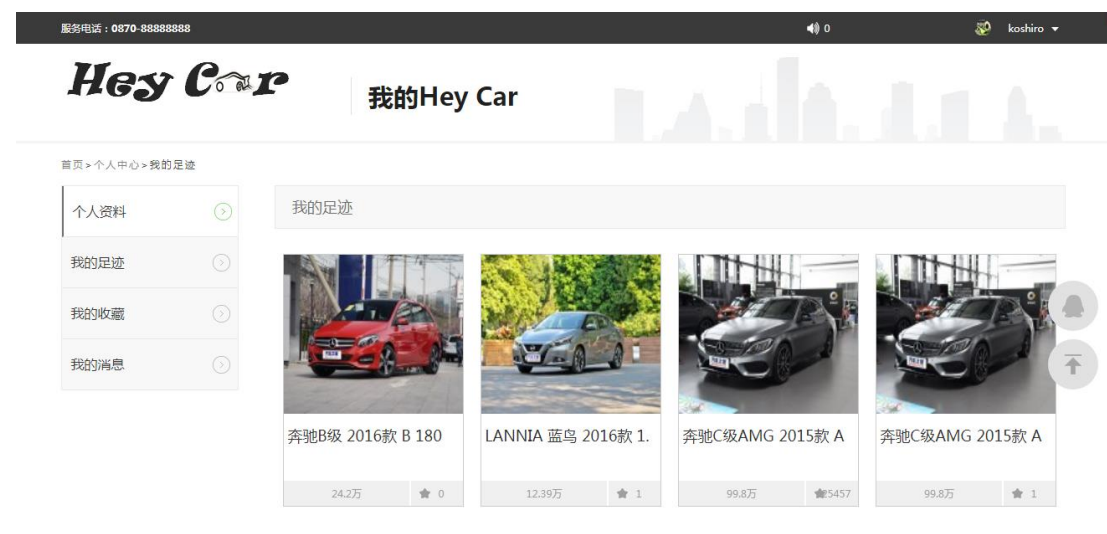 服务电话：0870-88888888
0
koshiro
Hey Car
我的Hey Car
首页>个人中心>我的足迹
个人资料
我的足迹
我的足迹
我的收藏
我的消息
奔驰B级 2016款 B 180
LANNIA 蓝鸟 2016款 1.
奔驰C级AMG 2015款 A
奔驰C级AMG 2015款 A
24.2万
0
12.39万
1
99.8万
5457
99.8万
1